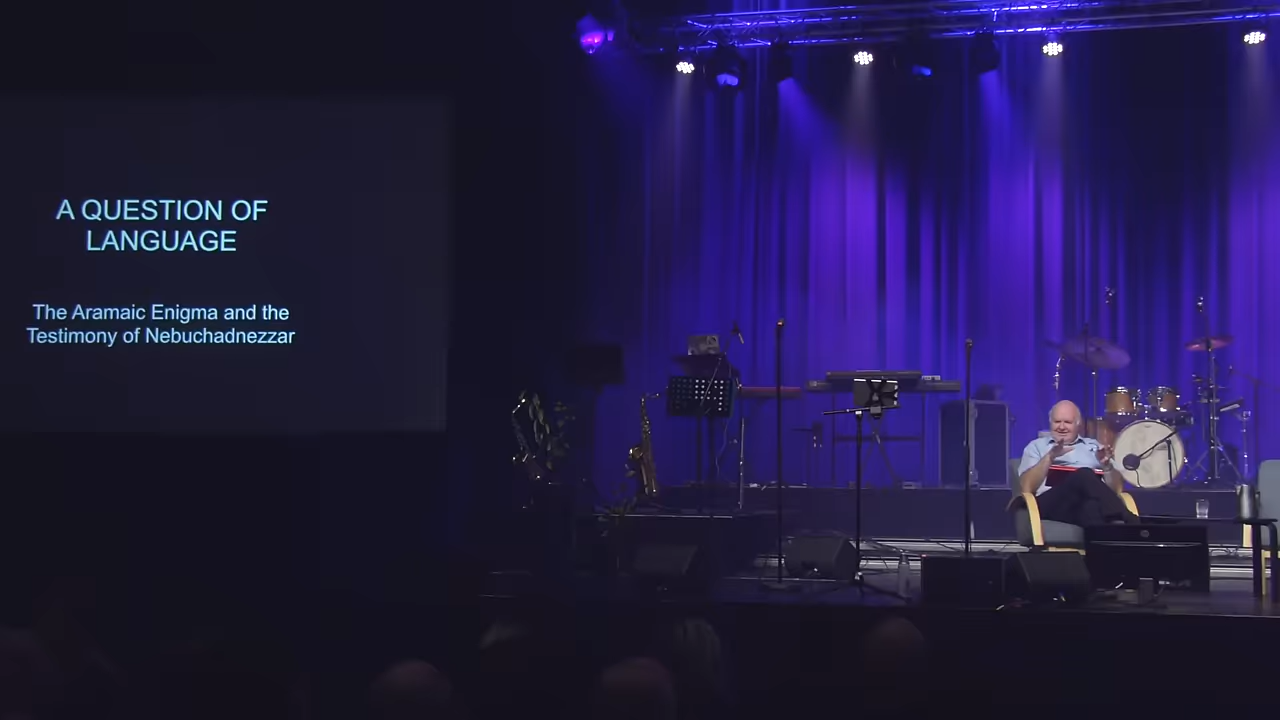 A QUESTION OF
LANGUAGE
The Aramaic Enigma and the
Testimony of Nebuchadnezzar